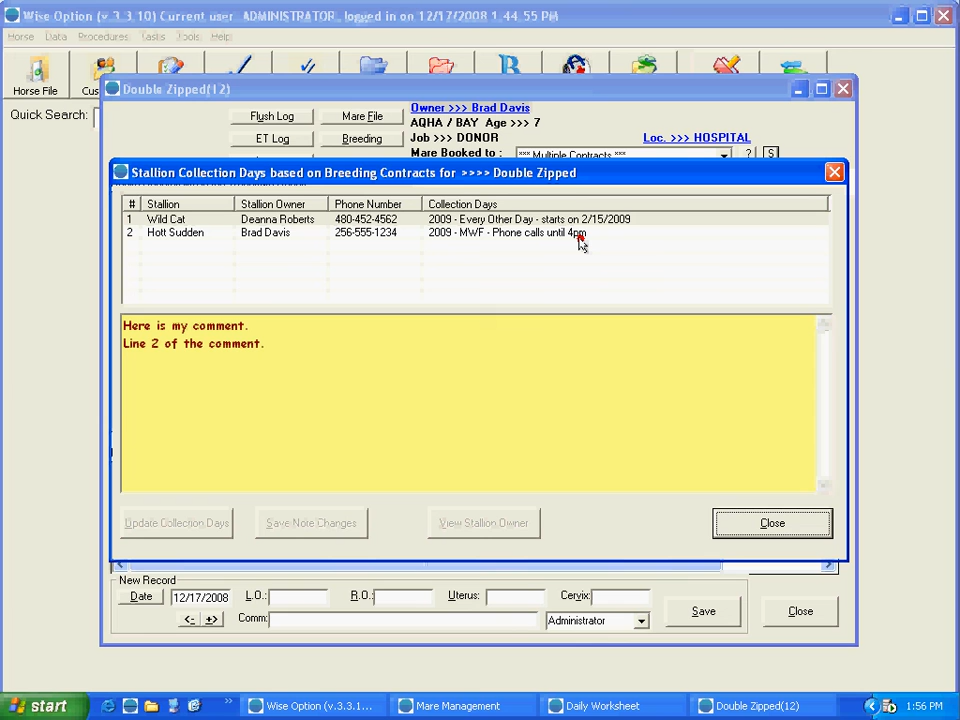 Wise Option (v.3.3.10) Current user  ADMINISTRATOR  logged in on 12/17/2008 1:44:55 PM
Horse Data Procedures Tasks Tools Help
Horse File
Quick Search:
Double Zipped(12)
Flush Log Mare File Owner >>> Brad Davis
AQHA / BAY Age >>> 7
ET Log Breeding Job >>> DONOR Loc. >>> HOSPITAL
Mare Booked to : *** Multiple Contracts *** ? S
Stallion Collection Days based on Breeding Contracts for >>>> Double Zipped
# Stallion Stallion Owner Phone Number Collection Days
1 Wild Cat Deanna Roberts 480-452-4562 2009 - Every Other Day - starts on 2/15/2009
2 Hott Sudden Brad Davis 256-555-1234 2009 - MWF - Phone calls until 4pm
Here is my comment.
Line 2 of the comment.
Update Collection Days Save Note Changes View Stallion Owner Close
New Record
Date 12/17/2008 L.O.: R.O.: Uterus: Cervix:
<- +> Comm: Administrator Save Close
start Wise Option (v.3.3.1... Mare Management Daily Worksheet Double Zipped(12) 1:56 PM